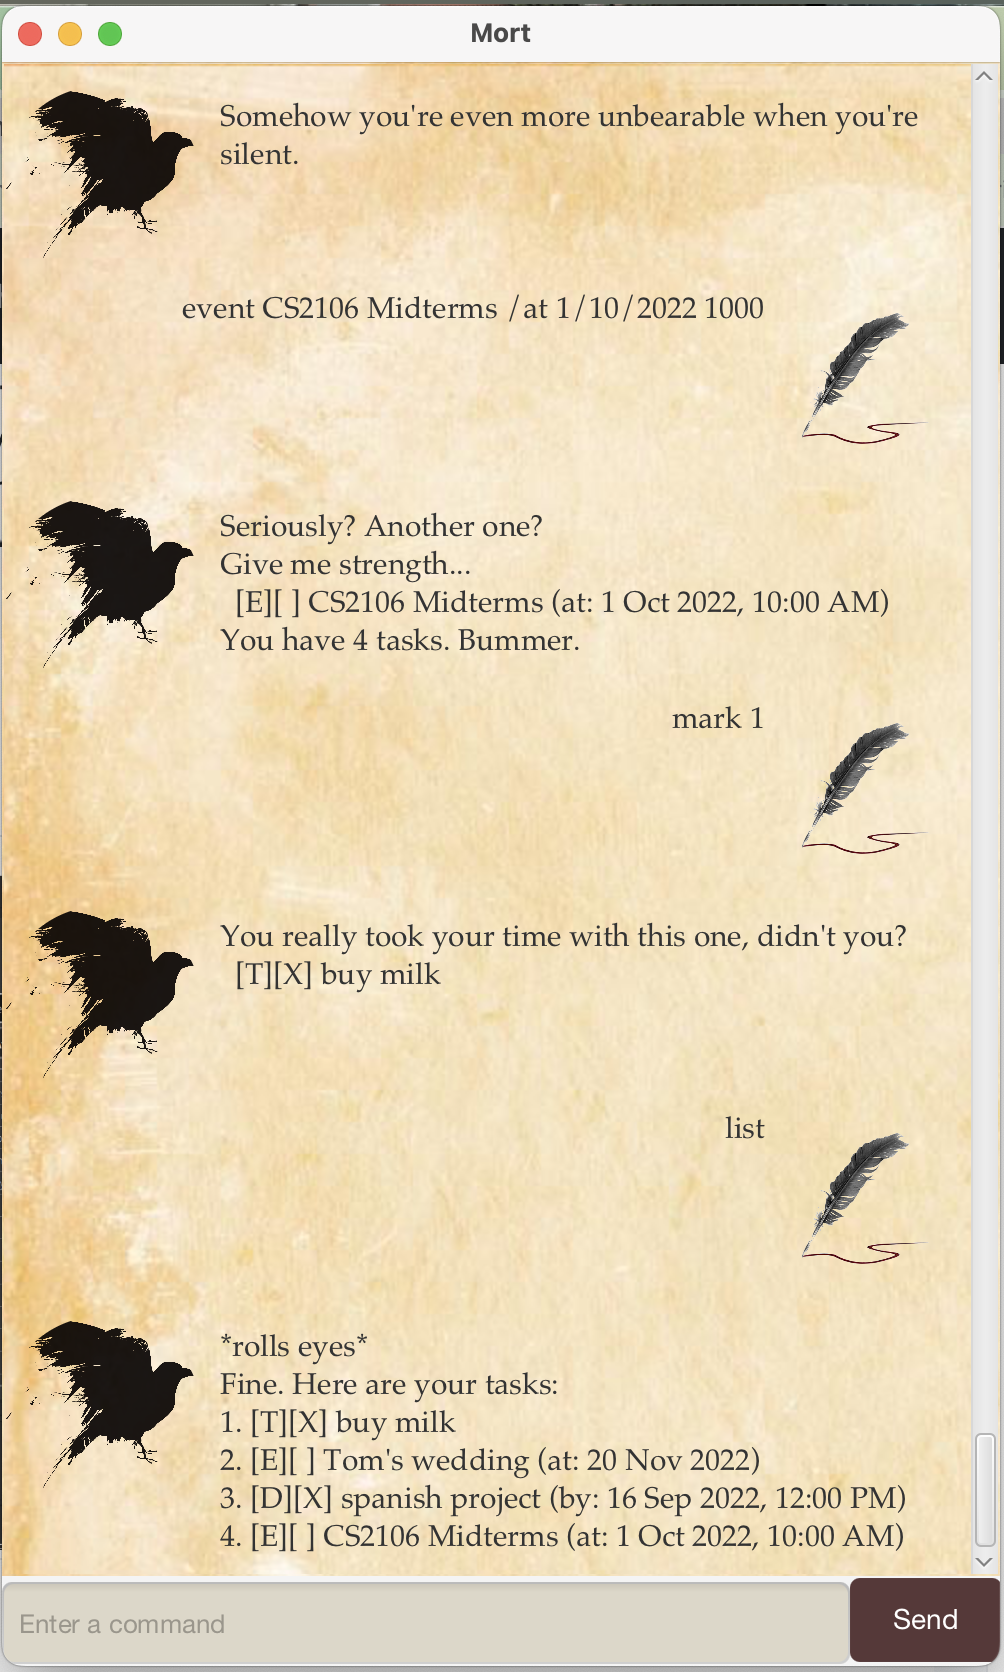 Mort
Somehow you're even more unbearable when you're
silent.
event CS2106 Midterms /at 1/10/2022 1000
Seriously? Another one?
Give me strength...
[E][ ] CS2106 Midterms (at: 1 Oct 2022, 10:00 AM)
You have 4 tasks. Bummer.
mark 1
You really took your time with this one, didn't you?
[T][X] buy milk
list
*rolls eyes*
Fine. Here are your tasks:
1. [T][X] buy milk
2. [E][ ] Tom's wedding (at: 20 Nov 2022)
3. [D][X] spanish project (by: 16 Sep 2022, 12:00 PM)
4. [E][ ] CS2106 Midterms (at: 1 Oct 2022, 10:00 AM)
Enter a command
Send